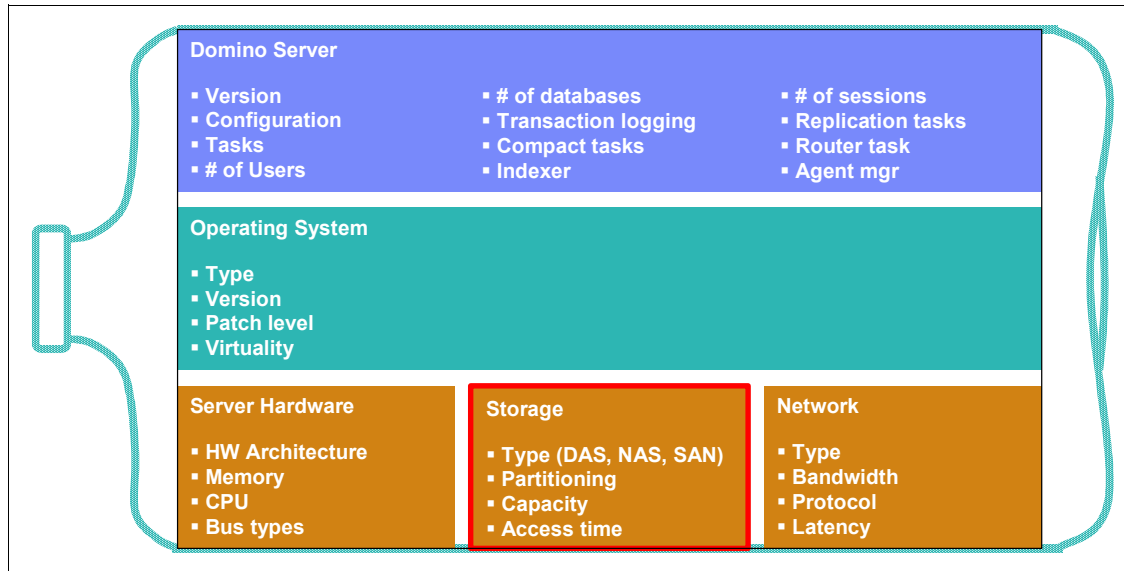 Domino Server
▪ Version
▪ Configuration
▪ Tasks
▪ # of Users
▪ # of databases
▪ Transaction logging
▪ Compact tasks
▪ Indexer
▪ # of sessions
▪ Replication tasks
▪ Router task
▪ Agent mgr
Operating System
▪ Type
▪ Version
▪ Patch level
▪ Virtuality
Server Hardware
▪ HW Architecture
▪ Memory
▪ CPU
▪ Bus types
Storage
▪ Type (DAS, NAS, SAN)
▪ Partitioning
▪ Capacity
▪ Access time
Network
▪ Type
▪ Bandwidth
▪ Protocol
▪ Latency